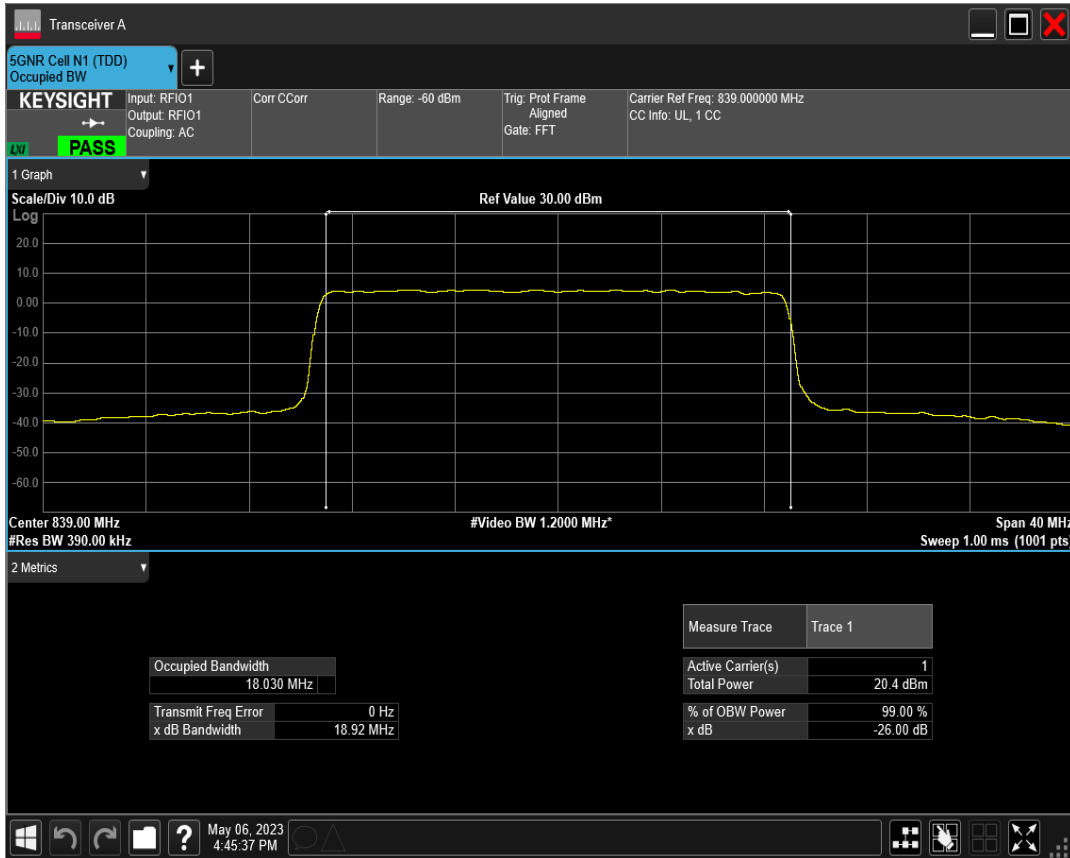 Transceiver A
5GNR Cell N1 (TDD)
Occupied BW
+
KEYSIGHT
LXI
PASS
Input: RFIO1
Output: RFIO1
Coupling: AC
Corr CCorr
Range: -60 dBm
Trig: Prot Frame
Aligned
Gate: FFT
Carrier Ref Freq: 839.000000 MHz
CC Info: UL, 1 CC
1 Graph
Scale/Div 10.0 dB
Ref Value 30.00 dBm
Log
20.0
10.0
0.00
-10.0
-20.0
-30.0
-40.0
-50.0
-60.0
Center 839.00 MHz
#Video BW 1.2000 MHz*
Span 40 MHz
#Res BW 390.00 kHz
Sweep 1.00 ms (1001 pts)
2 Metrics
Measure Trace Trace 1
Occupied Bandwidth
18.030 MHz
Active Carrier(s) 1
Total Power 20.4 dBm
Transmit Freq Error 0 Hz
x dB Bandwidth 18.92 MHz
% of OBW Power 99.00 %
x dB -26.00 dB
?
May 06, 2023
4:45:37 PM